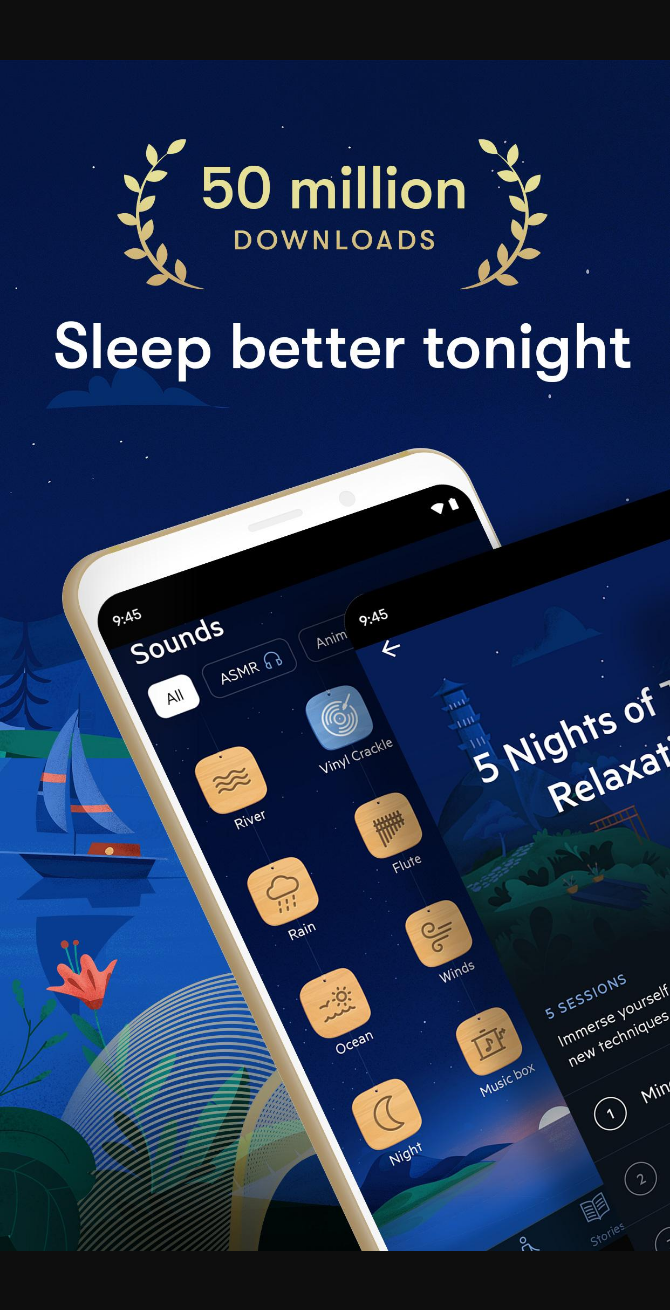 50 million
DOWNLOADS
Sleep better tonight
9:45
Sounds
All
ASMR
Vinyl Crackle
River
Flute
Rain
Winds
Ocean
Music box
Night
Stories
9:45
5 Nights of
5 SESSIONS
Immerse yourself
new techniques
1
2